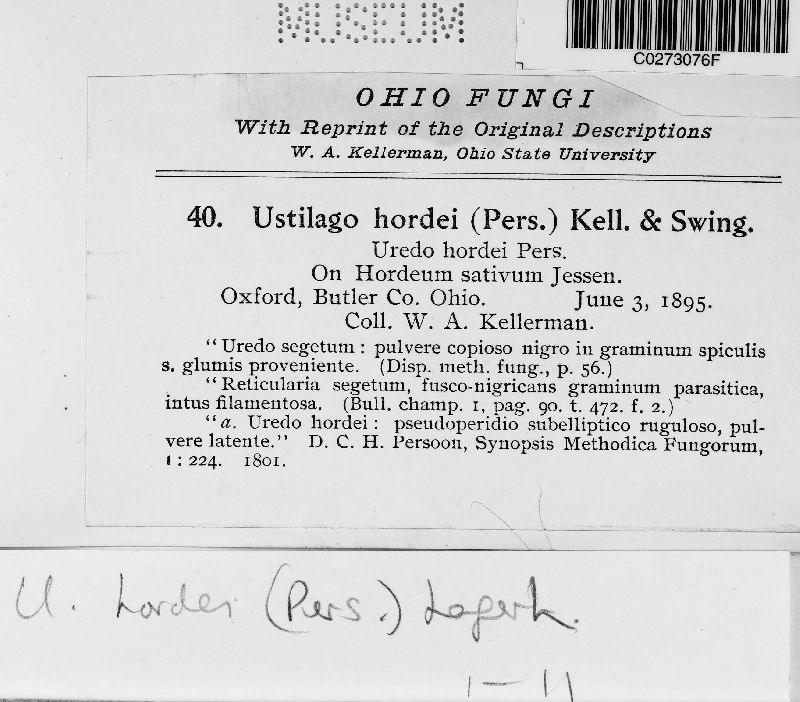 MUSEUM
C0273076F
OHIO FUNGI
With Reprint of the Original Descriptions
W. A. Kellerman, Ohio State University
40. Ustilago hordei (Pers.) Kell. & Swing.
Uredo hordei Pers.
On Hordeum sativum Jessen.
Oxford, Butler Co. Ohio. June 3, 1895.
Coll. W. A. Kellerman.
"Uredo segetum : pulvere copioso nigro in graminum spiculis
s. glumis proveniente. (Disp. meth. fung., p. 56.)
"Reticularia segetum, fusco-nigricans graminum parasitica,
intus filamentosa. (Bull. champ. 1, pag. 90. t. 472. f. 2.)
"a. Uredo hordei : pseudoperidio subelliptico ruguloso, pul-
vere latente." D. C. H. Persoon, Synopsis Methodica Fungorum,
1 : 224. 1801.
U. hordei (Pers.) Lagerh.
1-11